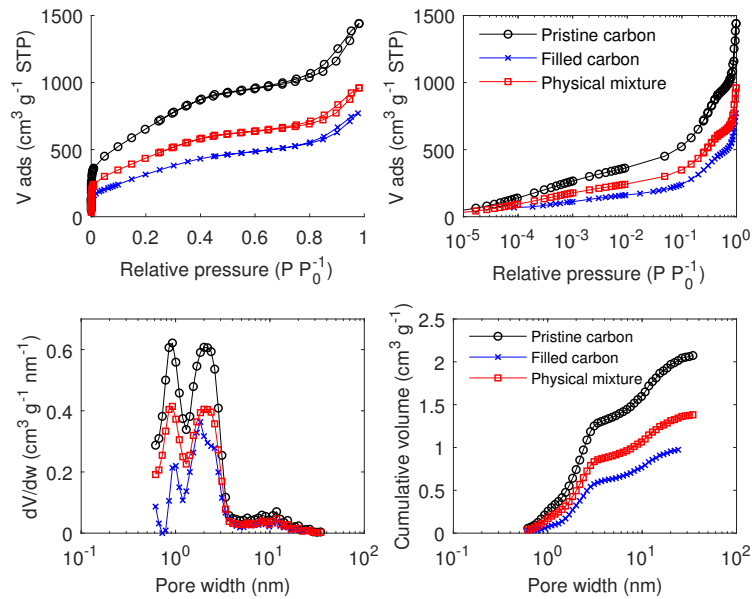 1500
1000
500
0
V ads (cm³ g⁻¹ STP)
0 0.2 0.4 0.6 0.8 1
Relative pressure (P P₀⁻¹)
1500
1000
500
0
V ads (cm³ g⁻¹ STP)
Pristine carbon
Filled carbon
Physical mixture
10⁻⁵ 10⁻⁴ 10⁻³ 10⁻² 10⁻¹ 10⁰
Relative pressure (P P₀⁻¹)
0.6
0.4
0.2
0
dV/dw (cm³ g⁻¹ nm⁻¹)
10⁻¹ 10⁰ 10¹ 10²
Pore width (nm)
2.5
2
1.5
1
0.5
0
Cumulative volume (cm³ g⁻¹)
Pristine carbon
Filled carbon
Physical mixture
10⁻¹ 10⁰ 10¹ 10²
Pore width (nm)